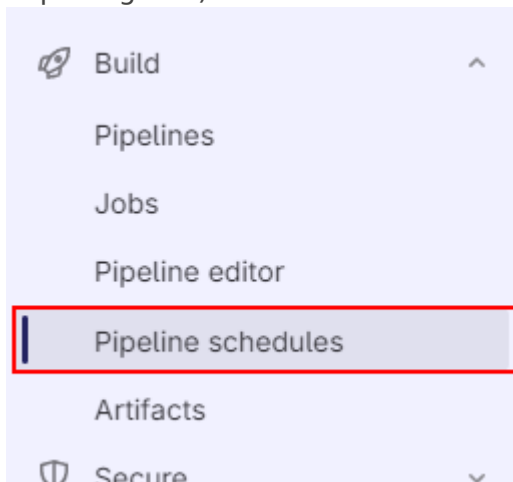 Build
Pipelines
Jobs
Pipeline editor
Pipeline schedules
Artifacts
Secure